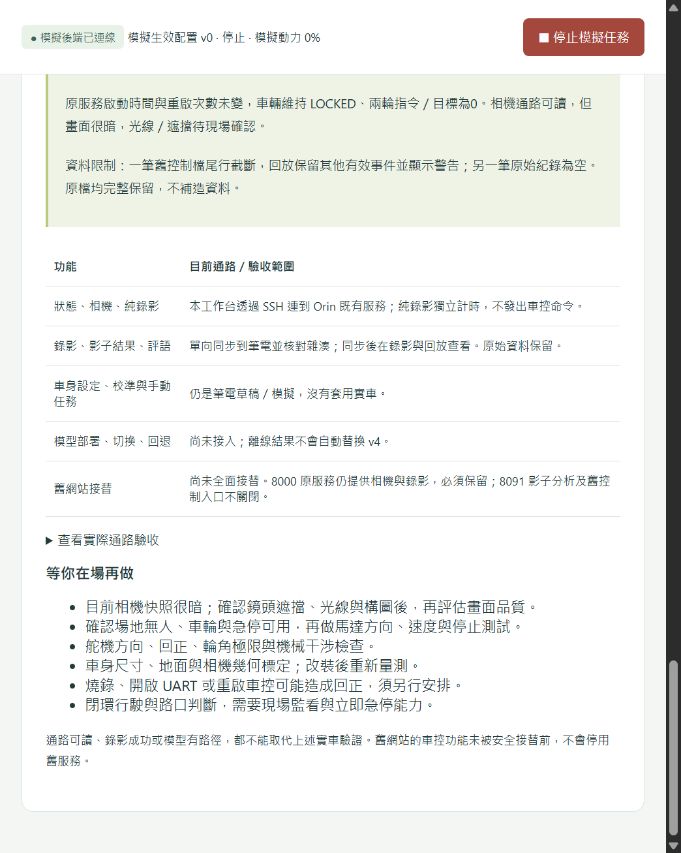 ● 模擬後端已連線 模擬生效配置 v0 · 停止 · 模擬動力 0%
■ 停止模擬任務
原服務啟動時間與重啟次數未變，車輛維持 LOCKED、兩輪指令 / 目標為0。相機通路可讀，但
畫面很暗，光線 / 遮擋待現場確認。
資料限制：一筆舊控制檔尾行截斷，回放保留其他有效事件並顯示警告；另一筆原始紀錄為空。
原檔均完整保留，不補造資料。
功能 目前通路 / 驗收範圍
狀態、相機、純錄影 本工作台透過 SSH 連到 Orin 既有服務；純錄影獨立計時，不發出車控命令。
錄影、影子結果、評語 單向同步到筆電並核對雜湊；同步後在錄影與回放查看。原始資料保留。
車身設定、校準與手動
任務
仍是筆電草稿 / 模擬，沒有套用實車。
模型部署、切換、回退 尚未接入；離線結果不會自動替換 v4。
舊網站接替
尚未全面接替。8000 原服務仍提供相機與錄影，必須保留；8091 影子分析及舊控
制入口不關閉。
▶ 查看實際通路驗收
等你在場再做
• 目前相機快照很暗；確認鏡頭遮擋、光線與構圖後，再評估畫面品質。
• 確認場地無人、車輪與急停可用，再做馬達方向、速度與停止測試。
• 舵機方向、回正、輪角極限與機械干涉檢查。
• 車身尺寸、地面與相機幾何標定；改裝後重新量測。
• 燒錄、開啟 UART 或重啟車控可能造成回正，須另行安排。
• 閉環行駛與路口判斷，需要現場監看與立即急停能力。
通路可讀、錄影成功或模型有路徑，都不能取代上述實車驗證。舊網站的車控功能未被安全接替前，不會停用
舊服務。